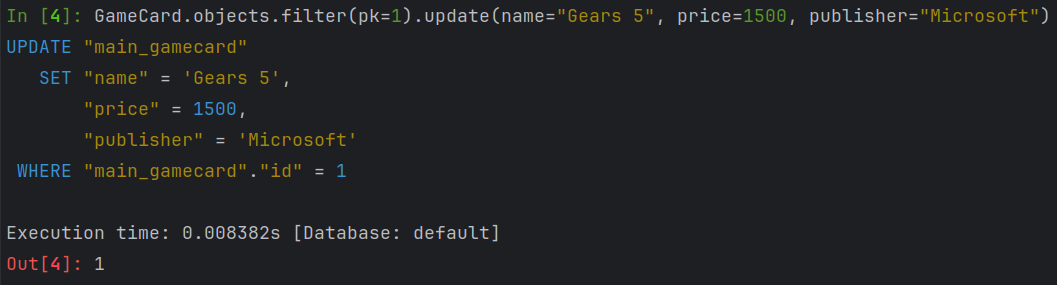 In [4]: GameCard.objects.filter(pk=1).update(name="Gears 5", price=1500, publisher="Microsoft")
UPDATE "main_gamecard"
   SET "name" = 'Gears 5',
       "price" = 1500,
       "publisher" = 'Microsoft'
 WHERE "main_gamecard"."id" = 1

Execution time: 0.008382s [Database: default]
Out[4]: 1